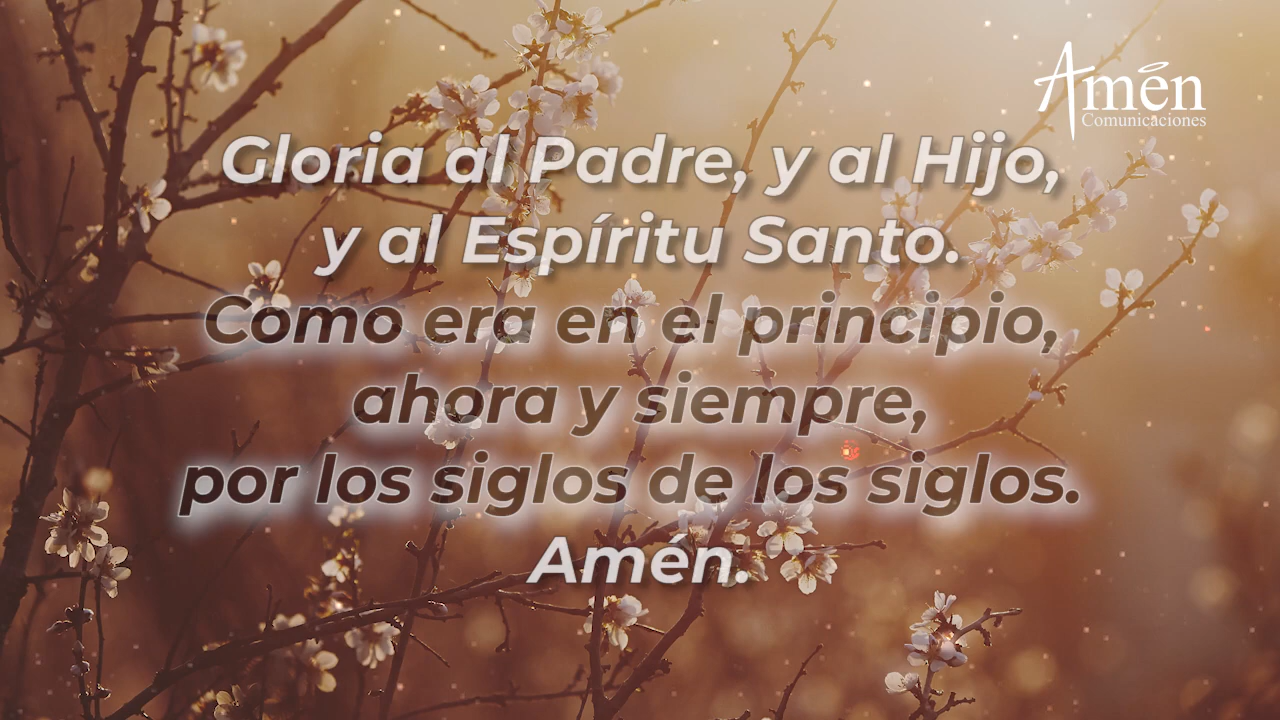 Amén
Comunicaciones
Gloria al Padre, y al Hijo,
y al Espíritu Santo.
Como era en el principio,
ahora y siempre,
por los siglos de los siglos.
Amén.